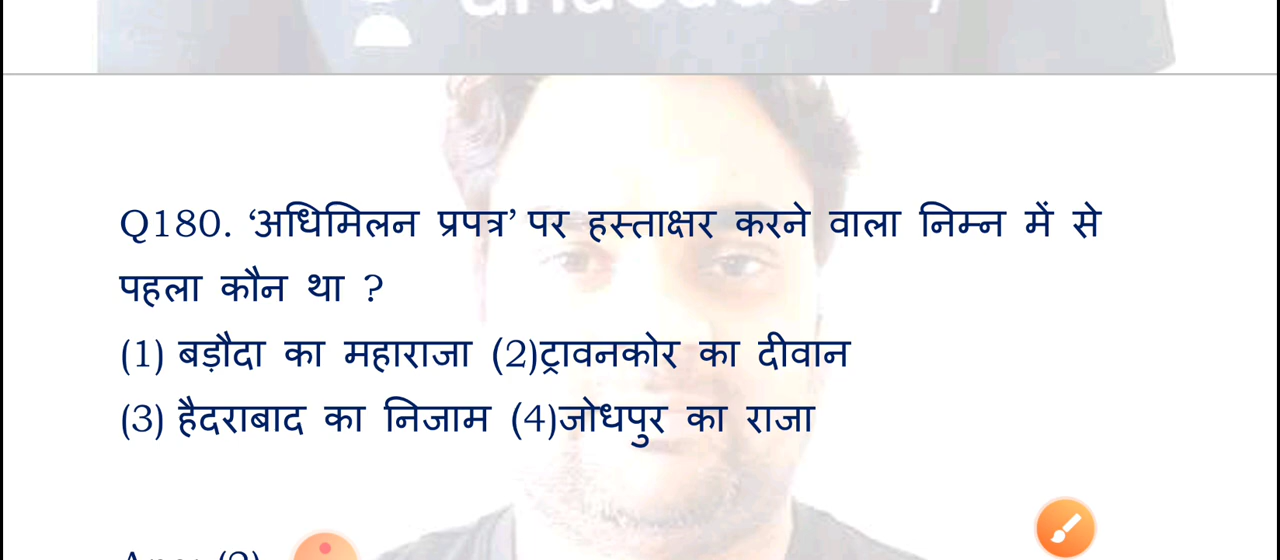 Q180. ‘अधिमिलन प्रपत्र’ पर हस्ताक्षर करने वाला निम्न में से
पहला कौन था ?
(1) बड़ौदा का महाराजा (2)ट्रावनकोर का दीवान
(3) हैदराबाद का निजाम (4)जोधपुर का राजा